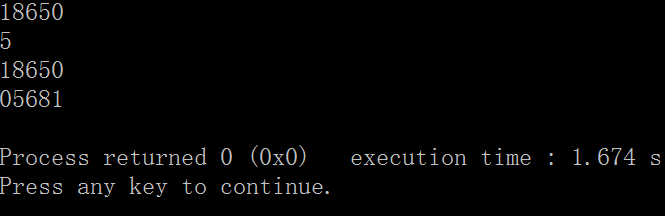 18650
5
18650
05681
Process returned 0 (0x0)   execution time : 1.674 s
Press any key to continue.